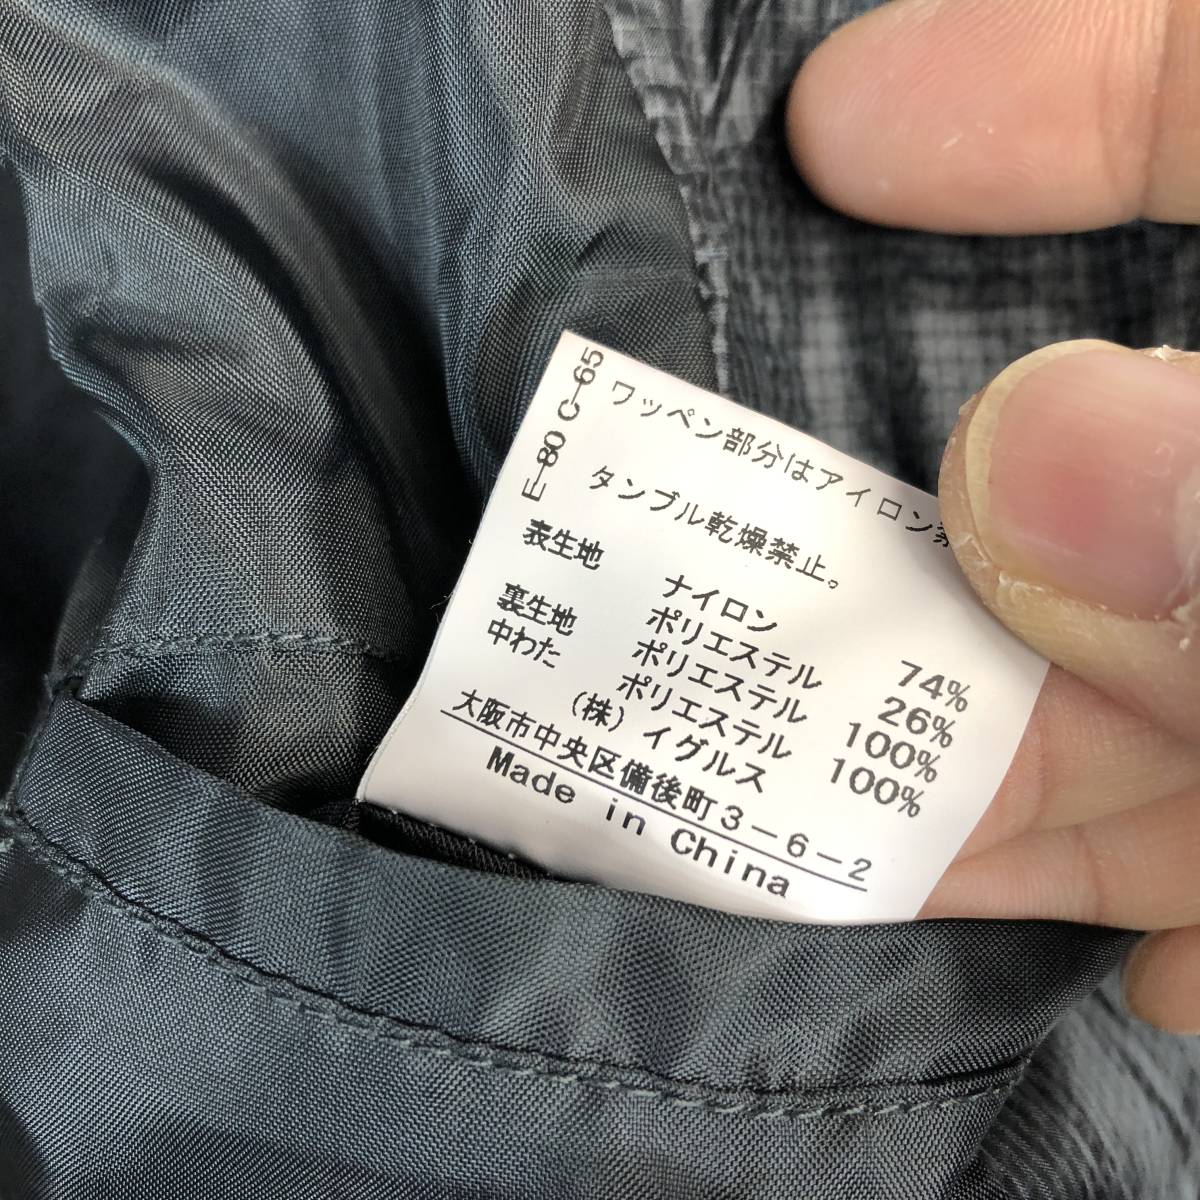 C-65
E-80
ワッペン部分はアイロン
タンブル乾燥禁止。
表生地 ナイロン 74%
ポリエステル 26%
裏生地 ポリエステル 100%
中わた ポリエステル 100%
(株)イグルス
大阪市中央区備後町3-6-2
Made in China